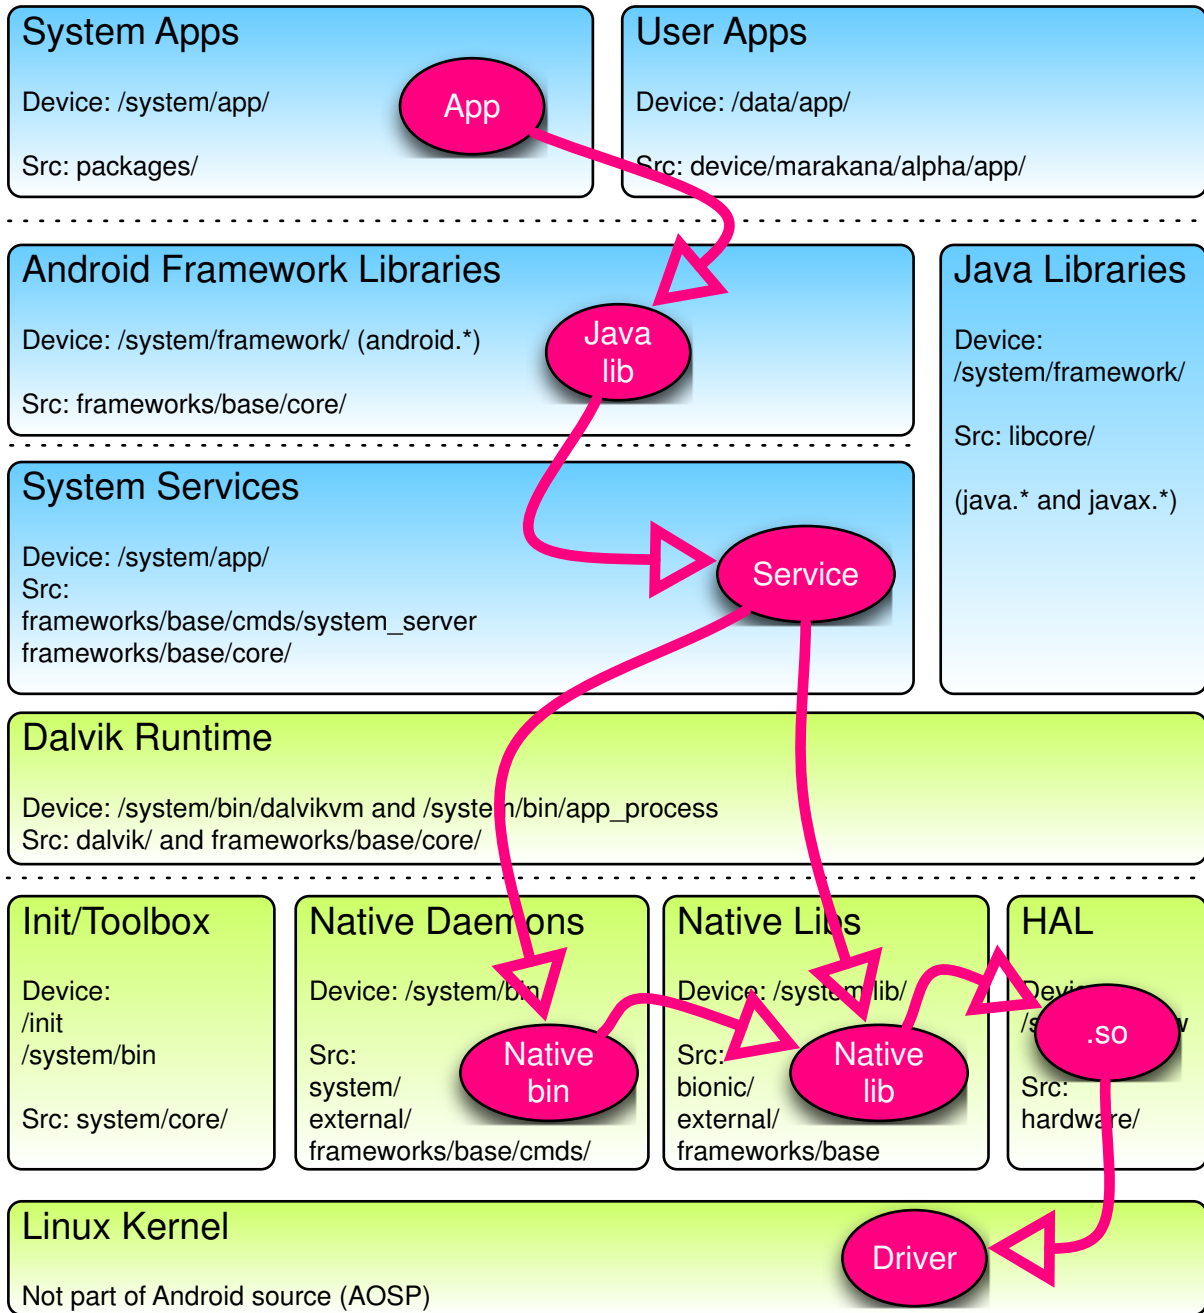 System Apps
Device: /system/app/
Src: packages/
App
User Apps
Device: /data/app/
Src: device/marakana/alpha/app/
Android Framework Libraries
Device: /system/framework/ (android.*)
Src: frameworks/base/core/
Java
lib
Java Libraries
Device:
/system/framework/
Src: libcore/
(java.* and javax.*)
System Services
Device: /system/app/
Src:
frameworks/base/cmds/system_server
frameworks/base/core/
Service
Dalvik Runtime
Device: /system/bin/dalvikvm and /system/bin/app_process
Src: dalvik/ and frameworks/base/core/
Init/Toolbox
Device:
/init
/system/bin
Src: system/core/
Native Daemons
Device: /system/bin
Src:
system/
external/
frameworks/base/cmds/
Native
bin
Native Libs
Device: /system/lib/
Src:
bionic/
external/
frameworks/base
Native
lib
HAL
.so
Src:
hardware/
Linux Kernel
Not part of Android source (AOSP)
Driver